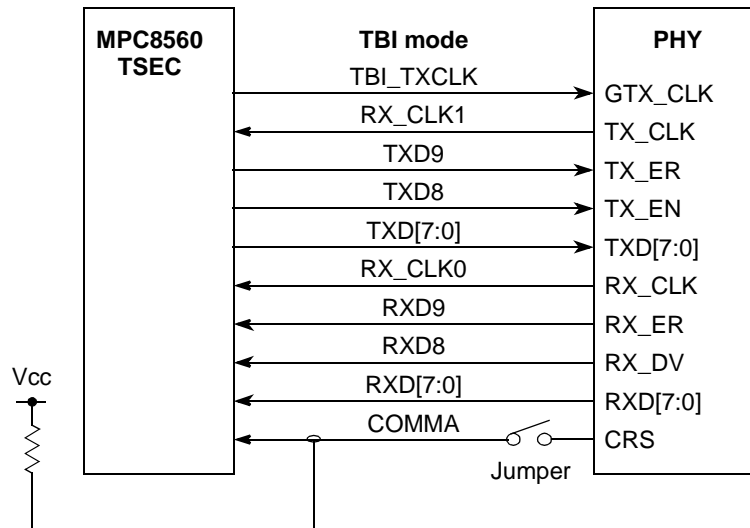 MPC8560
TSEC
TBI mode
PHY
TBI_TXCLK
GTX_CLK
RX_CLK1
TX_CLK
TXD9
TX_ER
TXD8
TX_EN
TXD[7:0]
TXD[7:0]
RX_CLK0
RX_CLK
RXD9
RX_ER
RXD8
RX_DV
Vcc
RXD[7:0]
RXD[7:0]
COMMA
CRS
Jumper